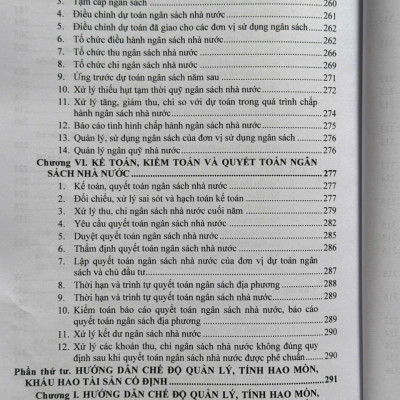 3. Tạm cấp ngân sách 260
4. Điều chỉnh dự toán ngân sách nhà nước 261
5. Điều chỉnh dự toán đã giao cho các đơn vị sử dụng ngân sách 262
6. Tổ chức điều hành ngân sách nhà nước 262
7. Tổ chức thu ngân sách nhà nước 266
8. Tổ chức chi ngân sách nhà nước 269
9. Ứng trước dự toán ngân sách năm sau 271
10. Xử lý thiếu hụt tạm thời quỹ ngân sách nhà nước 272
11. Xử lý tăng, giảm thu, chi so với dự toán trong quá trình chấp
hành ngân sách nhà nước 274
12. Báo cáo tình hình chấp hành ngân sách nhà nước
13. Quản lý, sử dụng ngân sách của đơn vị sử dụng ngân sách
14. Quản lý ngân quỹ nhà nước 276
Chương VI. KẾ TOÁN, KIỂM TOÁN VÀ QUYẾT TOÁN NGÂN
SÁCH NHÀ NƯỚC 277
1. Kế toán, quyết toán ngân sách nhà nước 277
2. Đối chiếu, xử lý sai sót và hạch toán kế toán
3. Xử lý thu, chi ngân sách nhà nước cuối năm 279
4. Yêu cầu quyết toán ngân sách nhà nước 282
5. Duyệt quyết toán ngân sách nhà nước 285
6. Thẩm định quyết toán ngân sách nhà nước 286
7. Lập quyết toán ngân sách nhà nước của đơn vị dự toán ngân
sách và chủ đầu tư 287
8. Thời hạn và trình tự quyết toán ngân sách địa phương 288
9. Thời hạn và trình tự quyết toán ngân sách nhà nước 289
10. Kiểm toán báo cáo quyết toán ngân sách nhà nước, báo cáo
quyết toán ngân sách địa phương 289
11. Xử lý kết dư ngân sách nhà nước
12. Xử lý các khoản thu, chi ngân sách nhà nước không đúng quy
định sau khi quyết toán ngân sách nhà nước được phê chuẩn 290
Phần thứ tư. HƯỚNG DẪN CHẾ ĐỘ QUẢN LÝ, TÍNH HAO MÒN,
KHẤU HAO TÀI SẢN CỐ ĐỊNH 291
Chương I. HƯỚNG DẪN CHẾ ĐỘ QUẢN LÝ, TÍNH HAO MÒN,